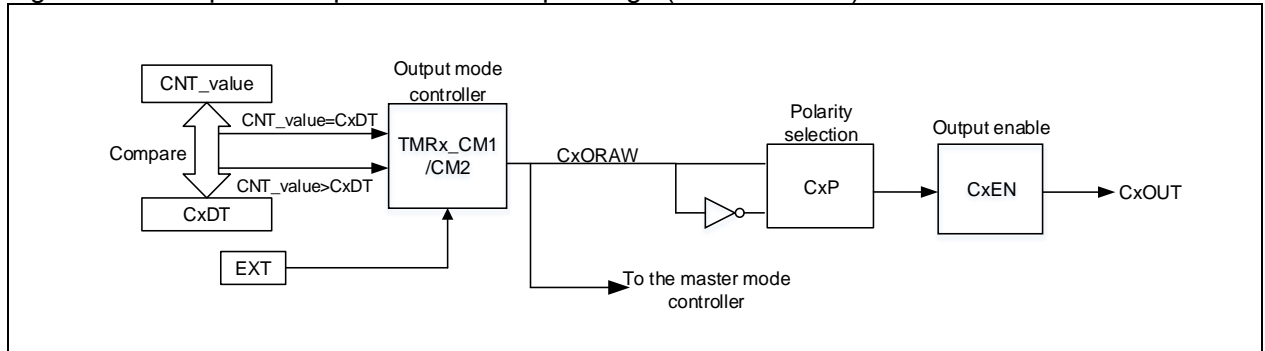 CNT_value
Compare
CxDT
EXT
CNT_value=CxDT
CNT_value>CxDT
Output mode
controller
TMRx_CM1
/CM2
CxORAW
To the master mode
controller
Polarity
selection
CxP
Output enable
CxEN
CxOUT